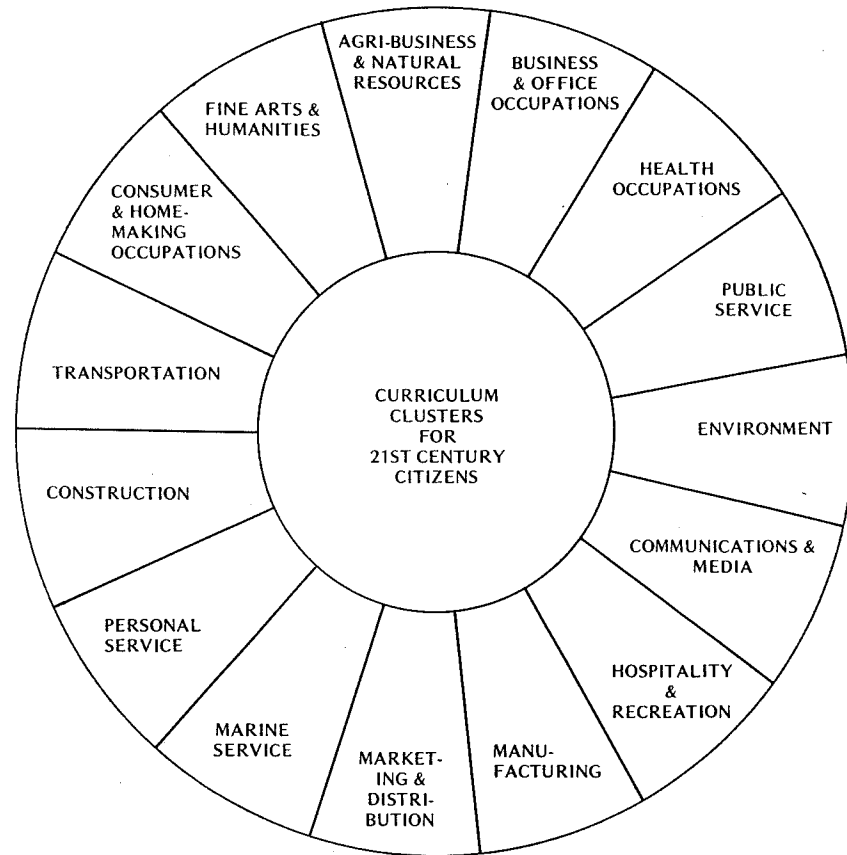 AGRI-BUSINESS
& NATURAL
RESOURCES
BUSINESS
& OFFICE
OCCUPATIONS
HEALTH
OCCUPATIONS
PUBLIC
SERVICE
ENVIRONMENT
COMMUNICATIONS &
MEDIA
HOSPITALITY
&
RECREATION
MANU-
FACTURING
MARKET-
ING &
DISTRI-
BUTION
MARINE
SERVICE
PERSONAL
SERVICE
CONSTRUCTION
TRANSPORTATION
CONSUMER
& HOME-
MAKING
OCCUPATIONS
FINE ARTS &
HUMANITIES
CURRICULUM
CLUSTERS
FOR
21ST CENTURY
CITIZENS